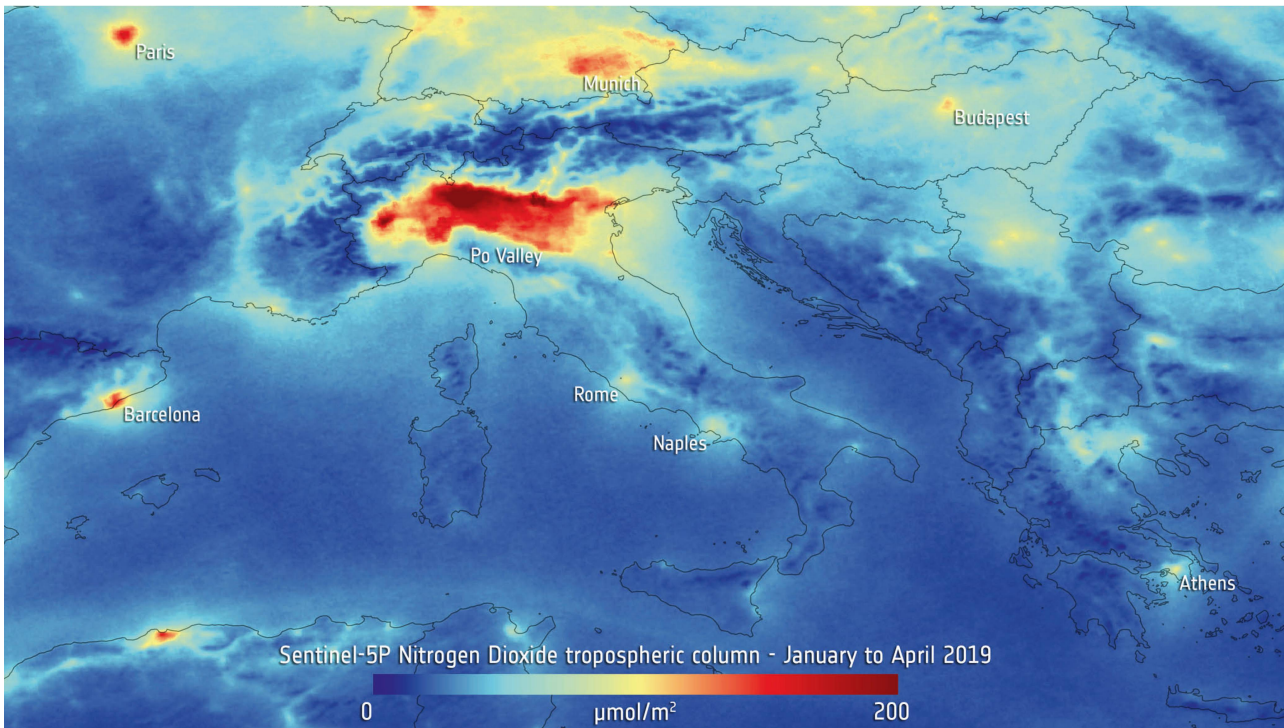 Paris
Munich
Budapest
Po Valley
Barcelona
Rome
Naples
Athens
Sentinel-5P Nitrogen Dioxide tropospheric column - January to April 2019
0 µmol/m² 200